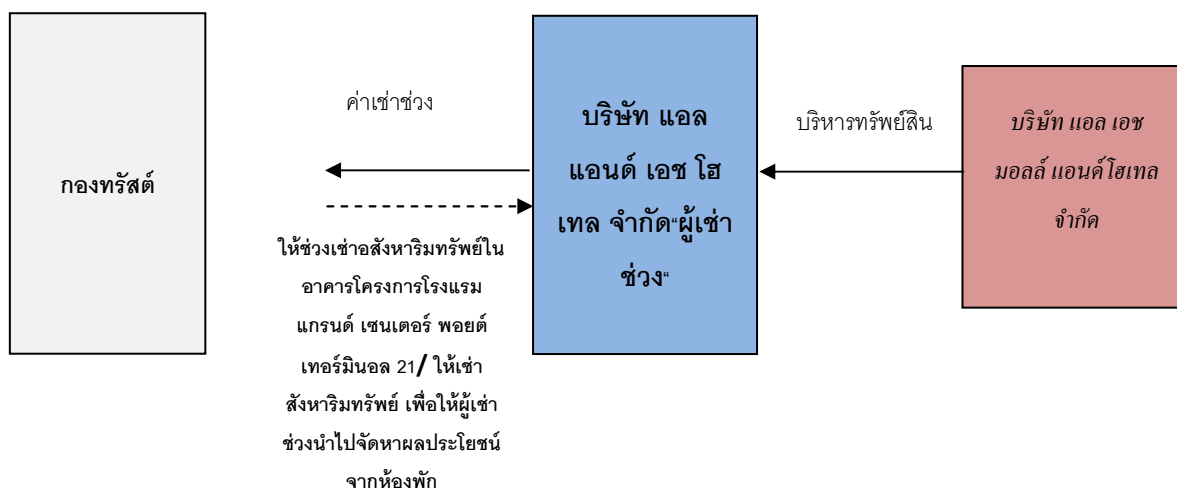 กองทรัสต์
ค่าเช่าช่วง
ให้ช่วงเช่าอสังหาริมทรัพย์ใน
อาคารโครงการโรงแรม
แกรนด์ เซนเตอร์ พอยต์
เทอร์มินอล 21/ ให้เช่า
สังหาริมทรัพย์ เพื่อให้ผู้เช่า
ช่วงนำไปจัดหาผลประโยชน์
จากห้องพัก
บริษัท แอล
แอนด์ เอช โฮ
เทล จำกัด“ผู้เช่า
ช่วง“
บริหารทรัพย์สิน
บริษัท แอล เอช
มอลล์ แอนด์โฮเทล
จำกัด